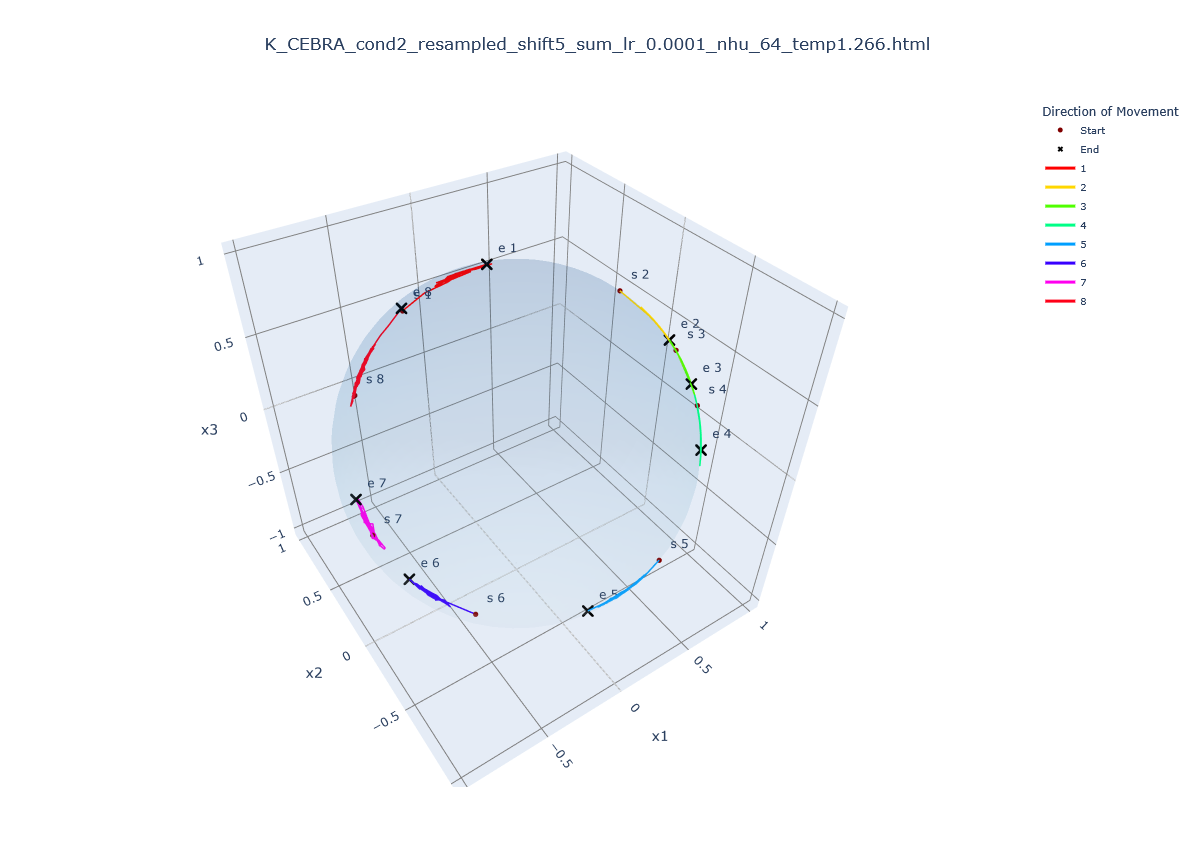 K_CEBRA_cond2_resampled_shift5_sum_lr_0.0001_nhu_64_temp1.266.html
Direction of Movement
Start
End
1
2
3
4
5
6
7
8
e 1
s 2
e 8
s 1
e 2
s 3
e 3
s 8
s 4
e 4
e 7
s 7
s 5
e 6
s 6
e 5
x3
1
0.5
0
−0.5
−1
x2
1
0.5
0
−0.5
x1
1
0.5
0
−0.5